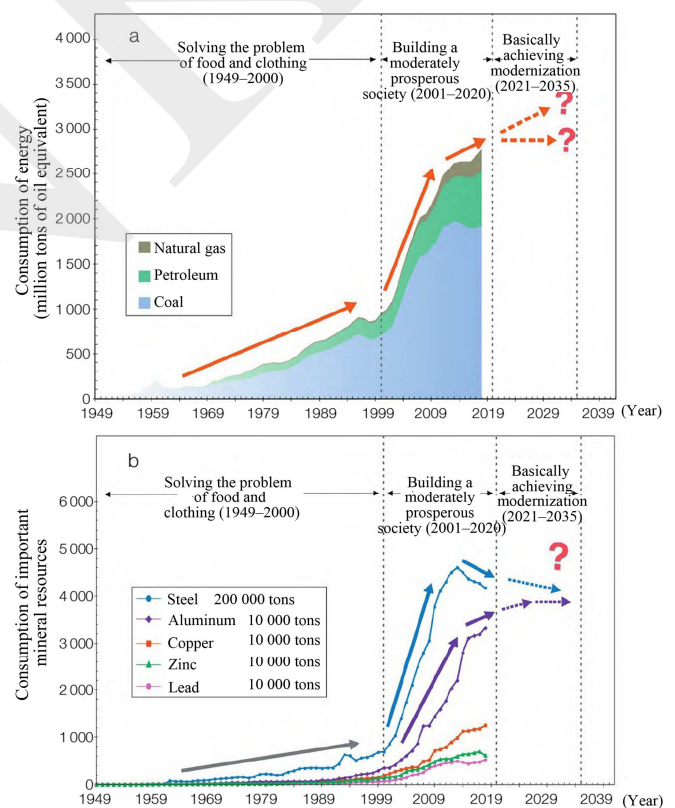 a
Solving the problem
of food and clothing
(1949–2000)
Building a
moderately
prosperous
society (2001–2020)
Basically
achieving
modernization
(2021–2035)
?
?
Consumption of energy
(million tons of oil equivalent)
4 000
3 500
3 000
2 500
2 000
1500
1 000
500
0
Natural gas
Petroleum
Coal
1949 1959 1969 1979 1989 1999 2009 2019 2029 2039 (Year)
b
Solving the problem
of food and
clothing (1949–2000)
Building a
moderately
prosperous
society (2001–2020)
Basically
achieving
modernization
(2021–2035)
?
Consumption of important
mineral resources
6 000
5 000
4 000
3 000
2 000
1 000
0
Steel 200 000 tons
Aluminum 10 000 tons
Copper 10 000 tons
Zinc 10 000 tons
Lead 10 000 tons
1949 1959 1969 1979 1989 1999 2009 2019 2029 2039 (Year)